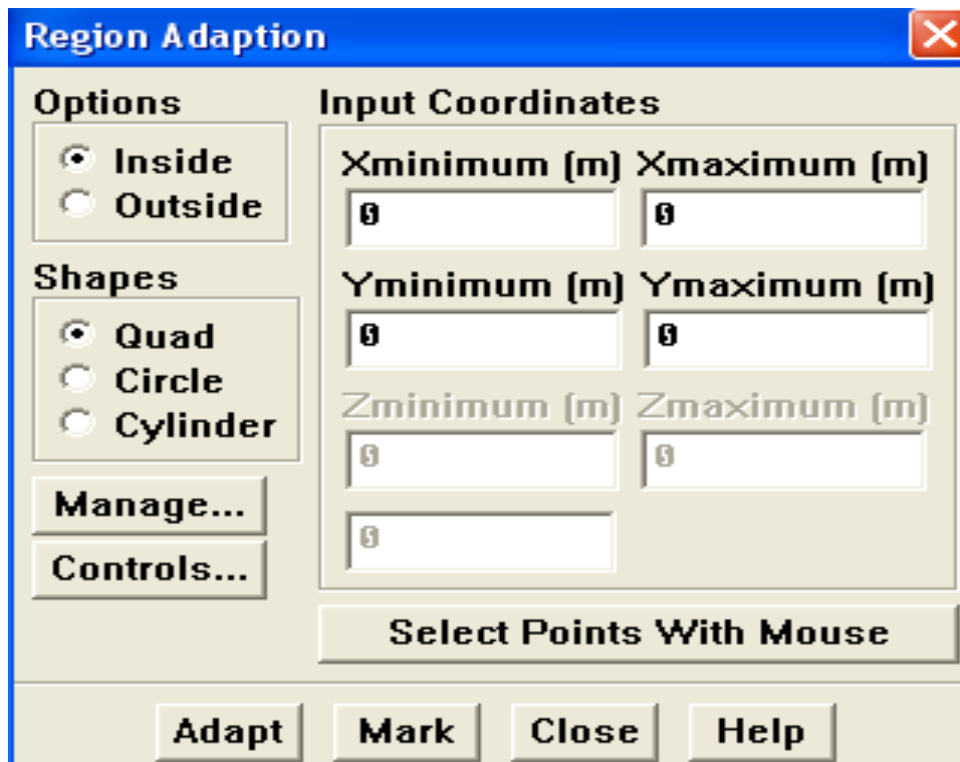 Region Adaption
Options
Inside
Outside
Shapes
Quad
Circle
Cylinder
Manage...
Controls...
Input Coordinates
Xminimum (m) Xmaximum (m)
0 0
Yminimum (m) Ymaximum (m)
0 0
Zminimum (m) Zmaximum (m)
0 0
0
Select Points With Mouse
Adapt Mark Close Help